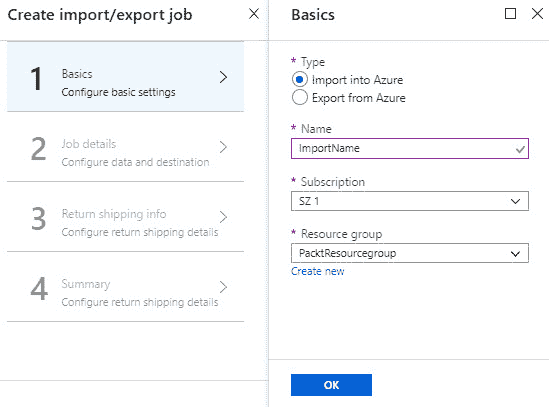 Create import/export job
1
Basics
Configure basic settings
2
Job details
Configure data and destination
3
Return shipping info
Configure return shipping details
4
Summary
Configure return shipping details
Basics
* Type
Import into Azure
Export from Azure
* Name
ImportName
* Subscription
SZ 1
* Resource group
PacktResourcegroup
Create new
OK